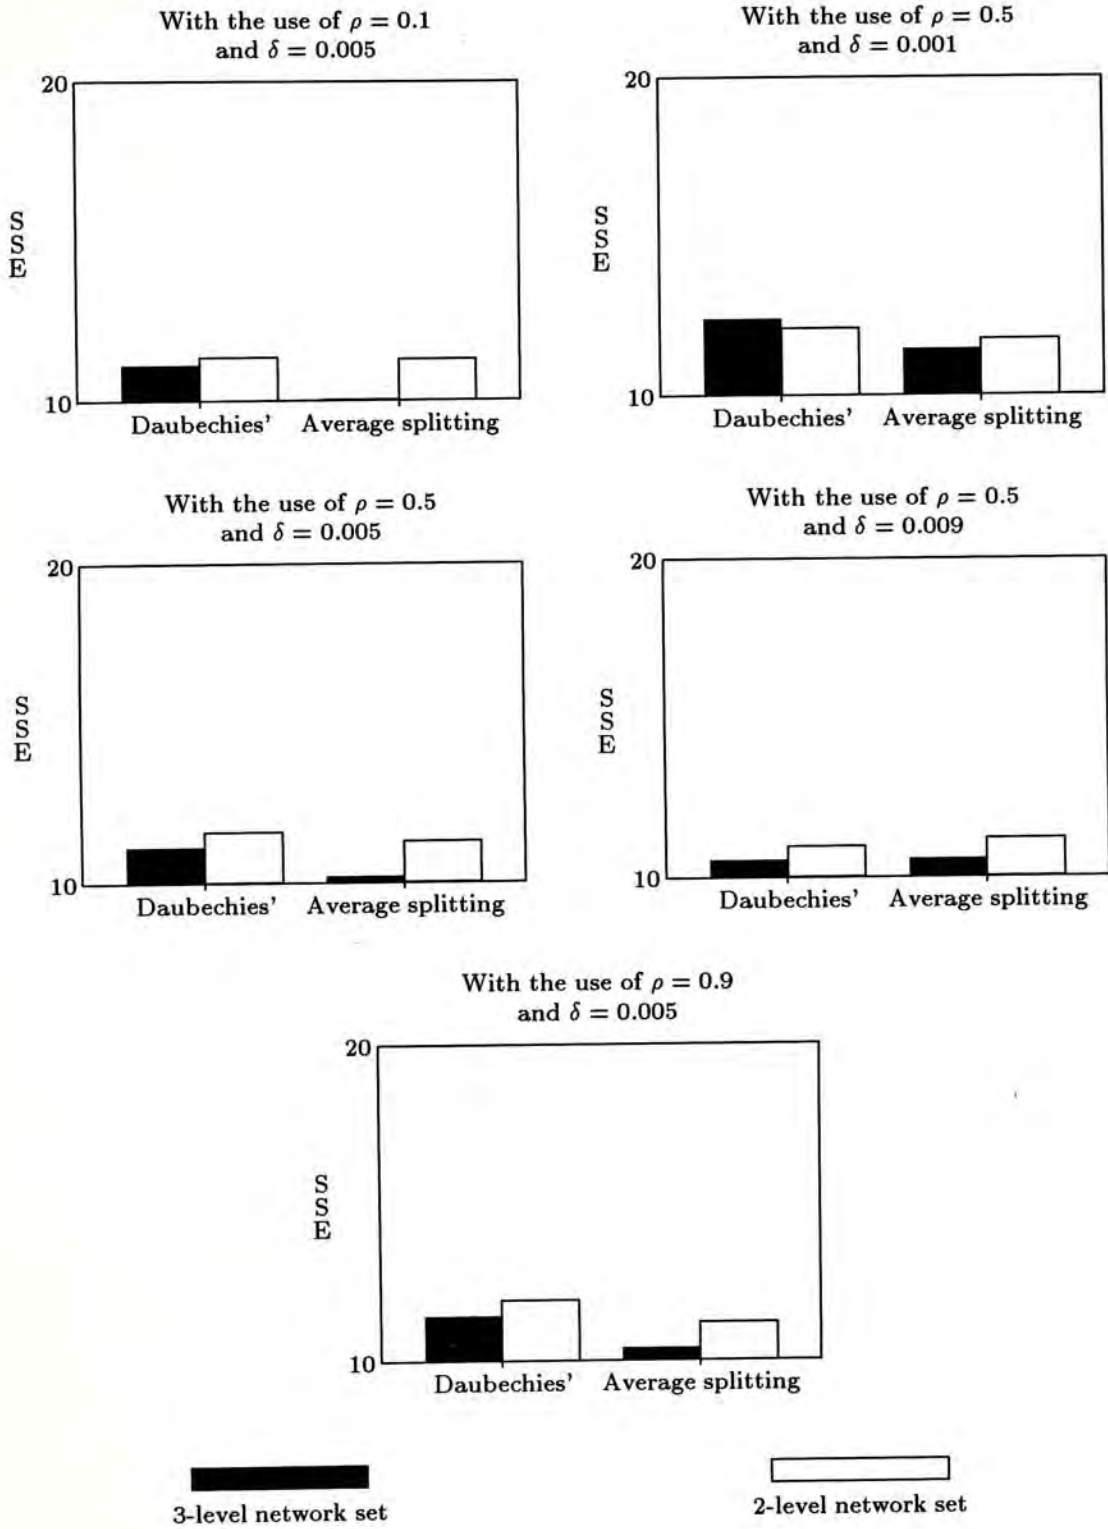 With the use of ρ = 0.1
and δ = 0.005
20
S
S
E
10
Daubechies' Average splitting
With the use of ρ = 0.5
and δ = 0.001
20
S
S
E
10
Daubechies' Average splitting
With the use of ρ = 0.5
and δ = 0.005
20
S
S
E
10
Daubechies' Average splitting
With the use of ρ = 0.5
and δ = 0.009
20
S
S
E
10
Daubechies' Average splitting
With the use of ρ = 0.9
and δ = 0.005
20
S
S
E
10
Daubechies' Average splitting
3-level network set
2-level network set